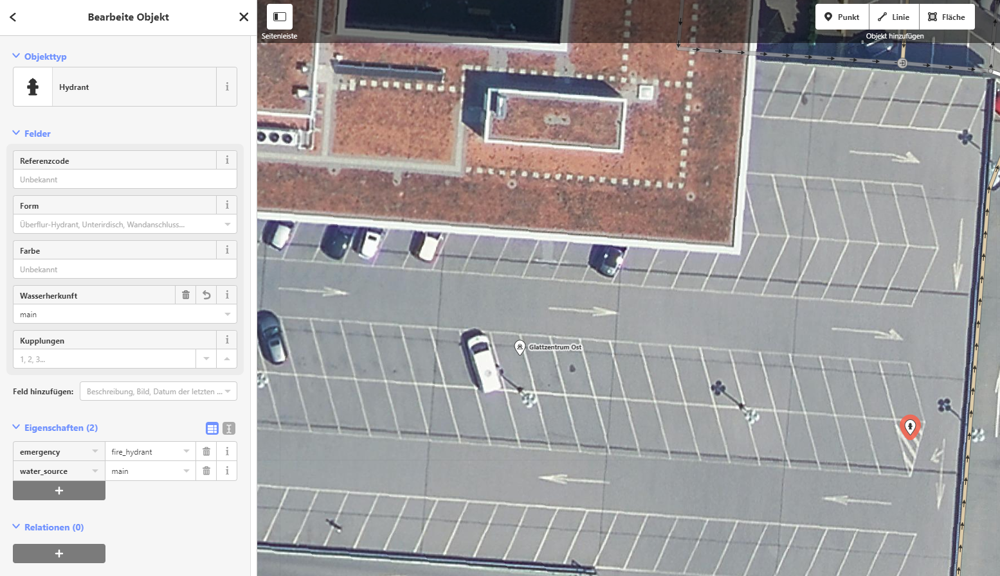 Bearbeite Objekt
Objekttyp
Hydrant
Felder
Referenzcode
Unbekannt
Form
Überflur-Hydrant, Unterirdisch, Wandanschluss...
Farbe
Unbekannt
Wasserherkunft
main
Kupplungen
1, 2, 3...
Feld hinzufügen:
Beschreibung, Bild, Datum der letzten ...
Eigenschaften (2)
emergency fire_hydrant
water_source main
Relationen (0)
Seitenleiste
Punkt Linie Fläche
Objekt hinzufügen
Glattzentrum Ost